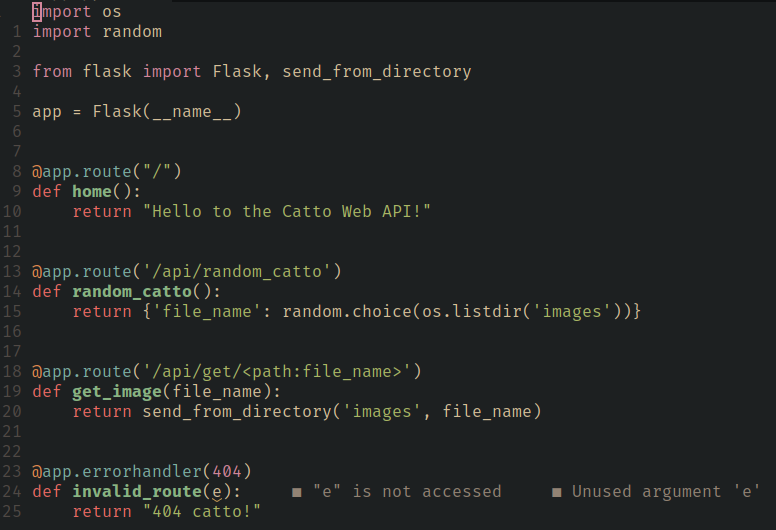 import os
1 import random
2
3 from flask import Flask, send_from_directory
4
5 app = Flask(__name__)
6
7
8 @app.route("/")
9 def home():
10     return "Hello to the Catto Web API!"
11
12
13 @app.route('/api/random_catto')
14 def random_catto():
15     return {'file_name': random.choice(os.listdir('images'))}
16
17
18 @app.route('/api/get/<path:file_name>')
19 def get_image(file_name):
20     return send_from_directory('images', file_name)
21
22
23 @app.errorhandler(404)
24 def invalid_route(e):     ■ "e" is not accessed     ■ Unused argument 'e'
25     return "404 catto!"